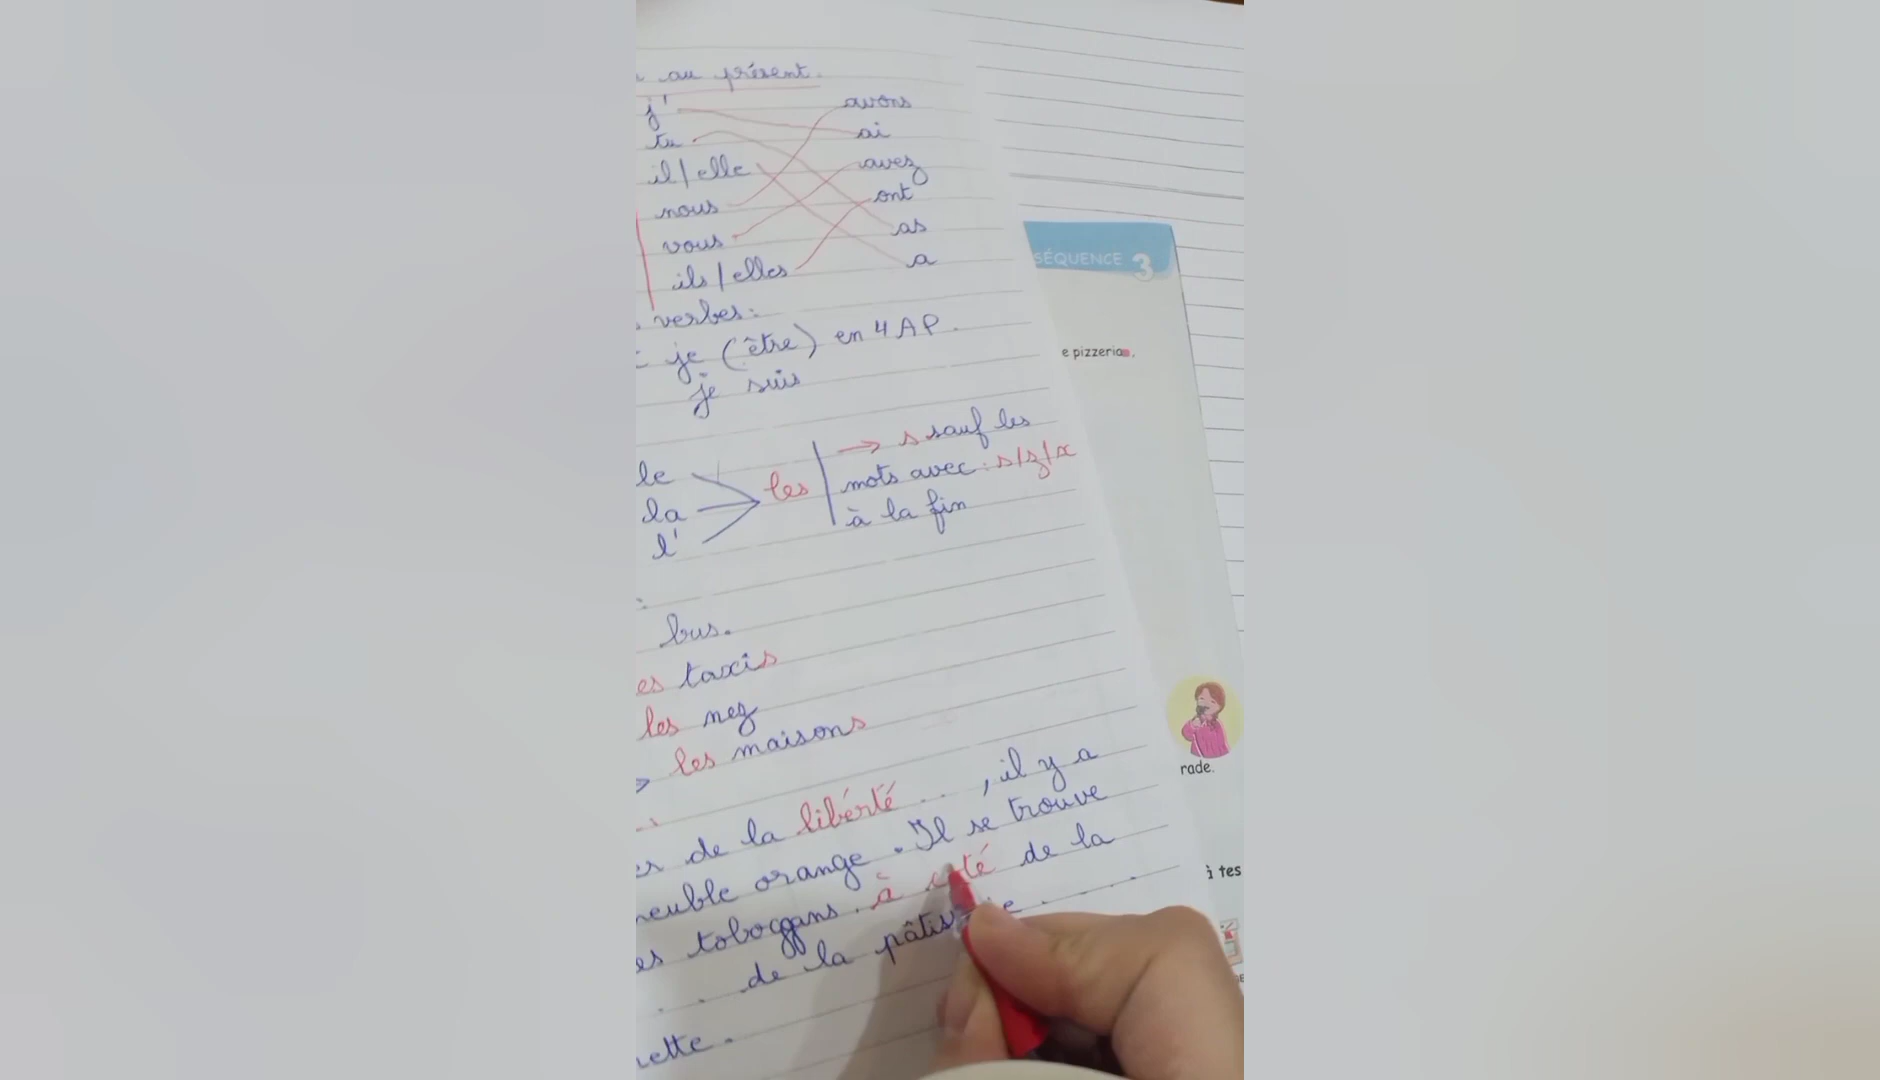 au présent.
j' avons
tu ai
il/elle avez
nous ont
vous as
ils/elles a
verbes:
je (être) en 4 AP.
je suis
le
la
l'
les
→ s sauf les
mots avec: s/z/x
à la fin
bus.
es taxis
les nez
les maisons
de la libérté ... , il y a
euble orange. Il se trouve
es toboggans. à côté de la
de la
ette.
SÉQUENCE 3
e pizzerias.
rade.
à tes